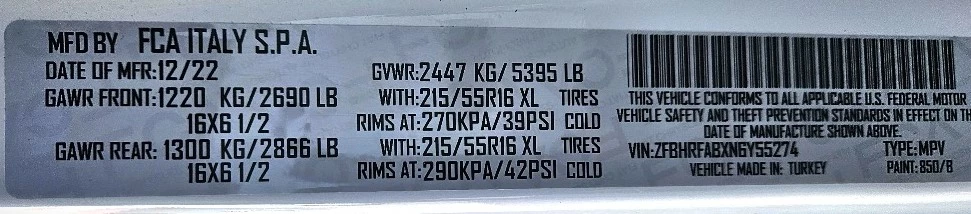 MFD BY FCA ITALY S.P.A.
DATE OF MFR:12/22
GVWR:2447 KG/ 5395 LB
GAWR FRONT:1220 KG/2690 LB WITH:215/55R16 XL TIRES
16X6 1/2 RIMS AT:270KPA/39PSI COLD
GAWR REAR: 1300 KG/2866 LB WITH:215/55R16 XL TIRES
16X6 1/2 RIMS AT:290KPA/42PSI COLD
THIS VEHICLE CONFORMS TO ALL APPLICABLE U.S. FEDERAL MOTOR
VEHICLE SAFETY AND THEFT PREVENTION STANDARDS IN EFFECT ON TH
DATE OF MANUFACTURE SHOWN ABOVE.
VIN:ZFBHRFABXN6Y55274 TYPE:MPV
VEHICLE MADE IN: TURKEY PAINT: 850/B